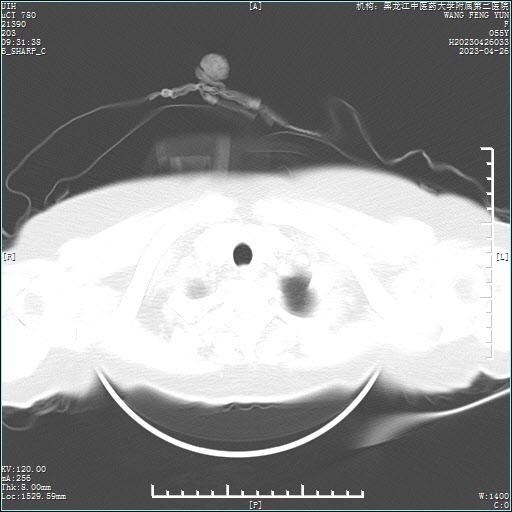 JIH
uCT 780
21390
203
09:31:38
5_SHARP_C
[A]
机构: 黑龙江中医药大学附属第二医院
WANG FENG YUN
F
055Y
H20230426033
2023-04-26
[R]
[L]
KV:120.00
mA:256
Thk:5.00mm
Loc:1529.59mm
[P]
W:1400
C:0